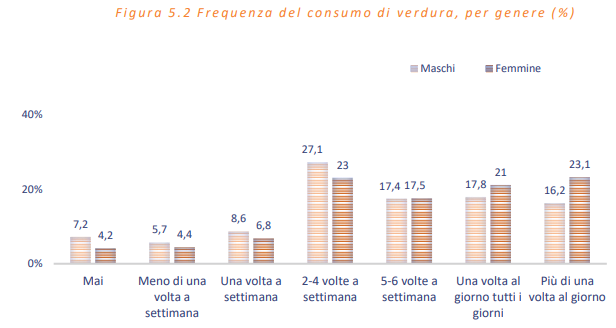 Figura 5.2 Frequenza del consumo di verdura, per genere (%)
Maschi Femmine
40%
27,1 23 23,1
21
20% 17,4 17,5 17,8 16,2
7,2 4,2 5,7 4,4 8,6 6,8
0%
Mai Meno di una Una volta a 2-4 volte a 5-6 volte a Una volta al Più di una
volta a settimana settimana settimana giorno tutti i volta al giorno
settimana giorni